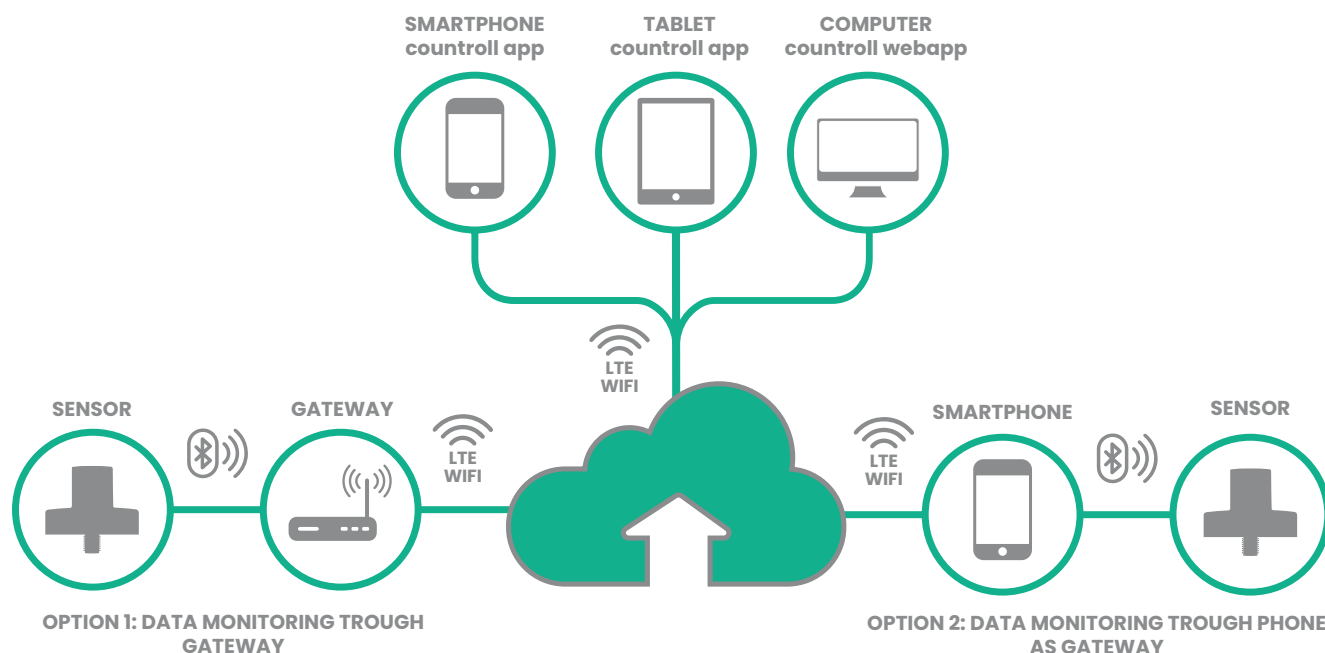 SMARTPHONE
countroll app
TABLET
countroll app
COMPUTER
countroll webapp
LTE
WIFI
SENSOR
GATEWAY
LTE
WIFI
LTE
WIFI
SMARTPHONE
SENSOR
OPTION 1: DATA MONITORING TROUGH
GATEWAY
OPTION 2: DATA MONITORING TROUGH PHONE
AS GATEWAY